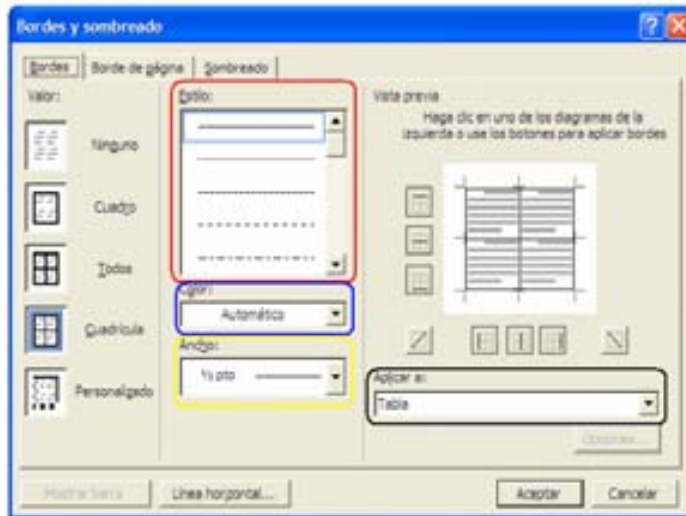 Bordes y sombreado
Bordes
Borde de página
Sombreado
Valor:
Ninguno
Cuadro
Todos
Cuadrícula
Personalizado
Estilo:
Color:
Automático
Ancho:
½ pto
Vista previa
Haga clic en uno de los diagramas de la
izquierda o use los botones para aplicar bordes
Aplicar a:
Tabla
Opciones...
Mostrar barra
Línea horizontal...
Aceptar
Cancelar